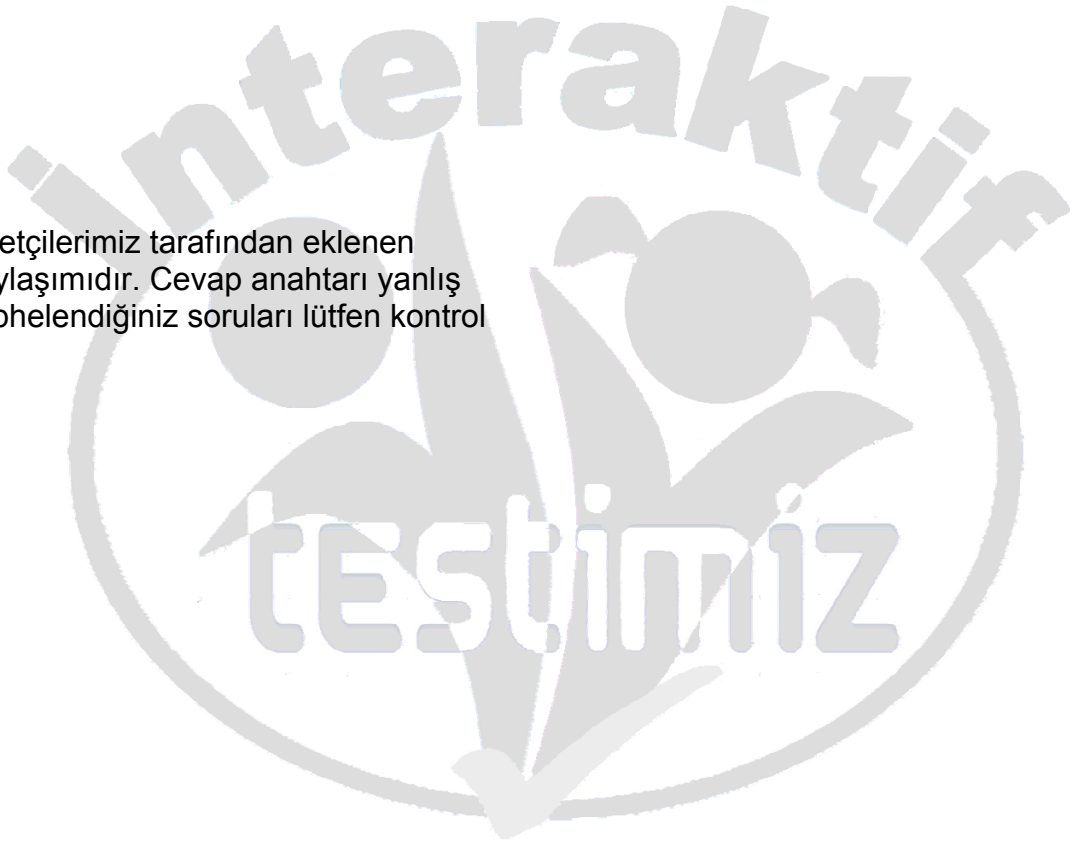 interaktif
etçilerimiz tarafından eklenen
ylaşımıdır. Cevap anahtarı yanlış
phelendiğiniz soruları lütfen kontrol
testimiz